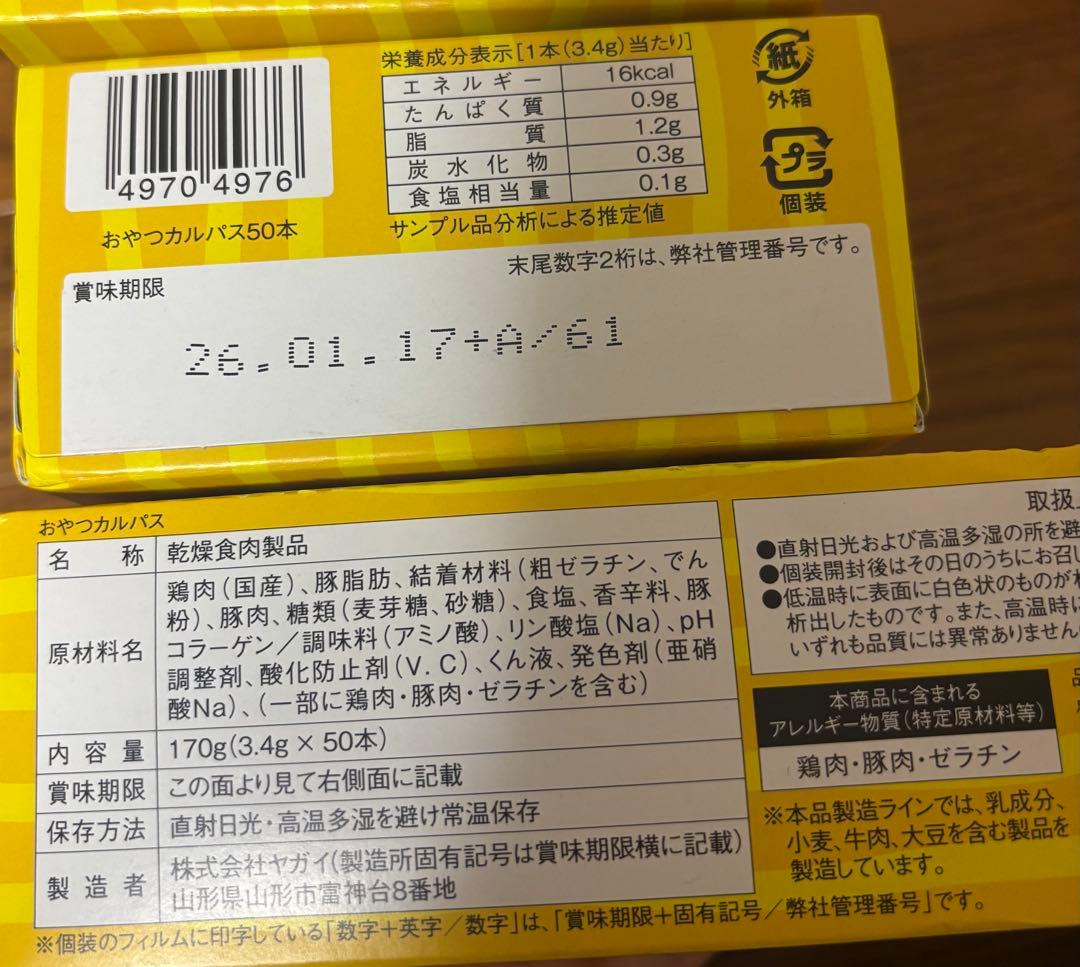 4970 4976
おやつカルパス50本
栄養成分表示[1本(3.4g)当たり]
エネルギー 16kcal
たんぱく質 0.9g
脂質 1.2g
炭水化物 0.3g
食塩相当量 0.1g
サンプル品分析による推定値
紙
外箱
プラ
個装
末尾数字2桁は、弊社管理番号です。
賞味期限
26.01.17+A/61
おやつカルパス
名称 乾燥食肉製品
原材料名
鶏肉(国産)、豚脂肪、結着材料(粗ゼラチン、でん
粉)、豚肉、糖類(麦芽糖、砂糖)、食塩、香辛料、豚
コラーゲン/調味料(アミノ酸)、リン酸塩(Na)、pH
調整剤、酸化防止剤(V.C)、くん液、発色剤(亜硝
酸Na)、(一部に鶏肉・豚肉・ゼラチンを含む)
内容量 170g(3.4g×50本)
賞味期限 この面より見て右側面に記載
保存方法 直射日光・高温多湿を避け常温保存
製造者 株式会社ヤガイ(製造所固有記号は賞味期限横に記載)
山形県山形市富神台8番地
※個装のフィルムに印字している「数字+英字/数字」は、「賞味期限+固有記号/弊社管理番号」です。
取扱
●直射日光および高温多湿の所を避
●個装開封後はその日のうちにお召し
●低温時に表面に白色状のものが
析出したものです。また、高温時に
いずれも品質には異常ありません
本商品に含まれる
アレルギー物質(特定原材料等)
鶏肉・豚肉・ゼラチン
※本品製造ラインでは、乳成分、
小麦、牛肉、大豆を含む製品を
製造しています。